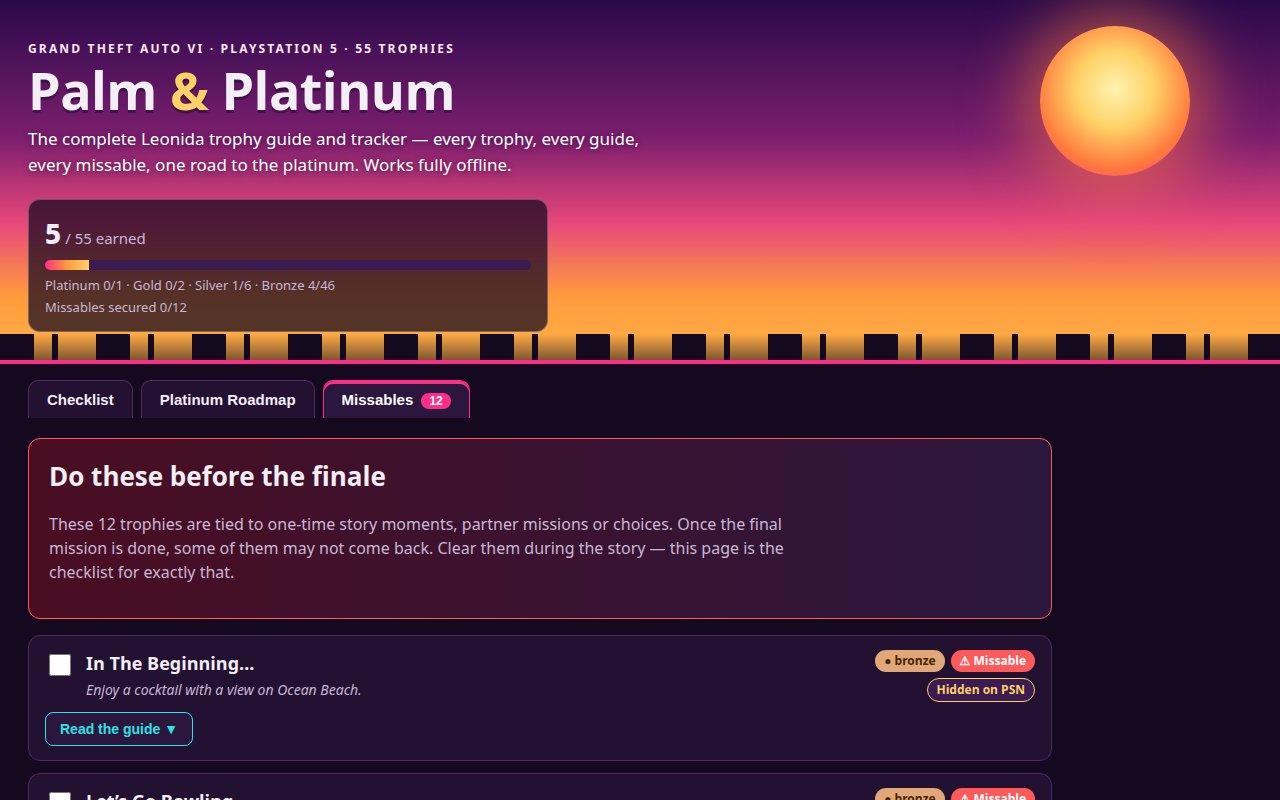 GRAND THEFT AUTO VI · PLAYSTATION 5 · 55 TROPHIES
Palm & Platinum
The complete Leonida trophy guide and tracker — every trophy, every guide,
every missable, one road to the platinum. Works fully offline.
5 / 55 earned
Platinum 0/1 · Gold 0/2 · Silver 1/6 · Bronze 4/46
Missables secured 0/12
Checklist
Platinum Roadmap
Missables 12
Do these before the finale
These 12 trophies are tied to one-time story moments, partner missions or choices. Once the final
mission is done, some of them may not come back. Clear them during the story — this page is the
checklist for exactly that.
In The Beginning...
● bronze
⚠ Missable
Enjoy a cocktail with a view on Ocean Beach.
Hidden on PSN
Read the guide ▼
Let's Go Bowling
● bronze
⚠ Missable